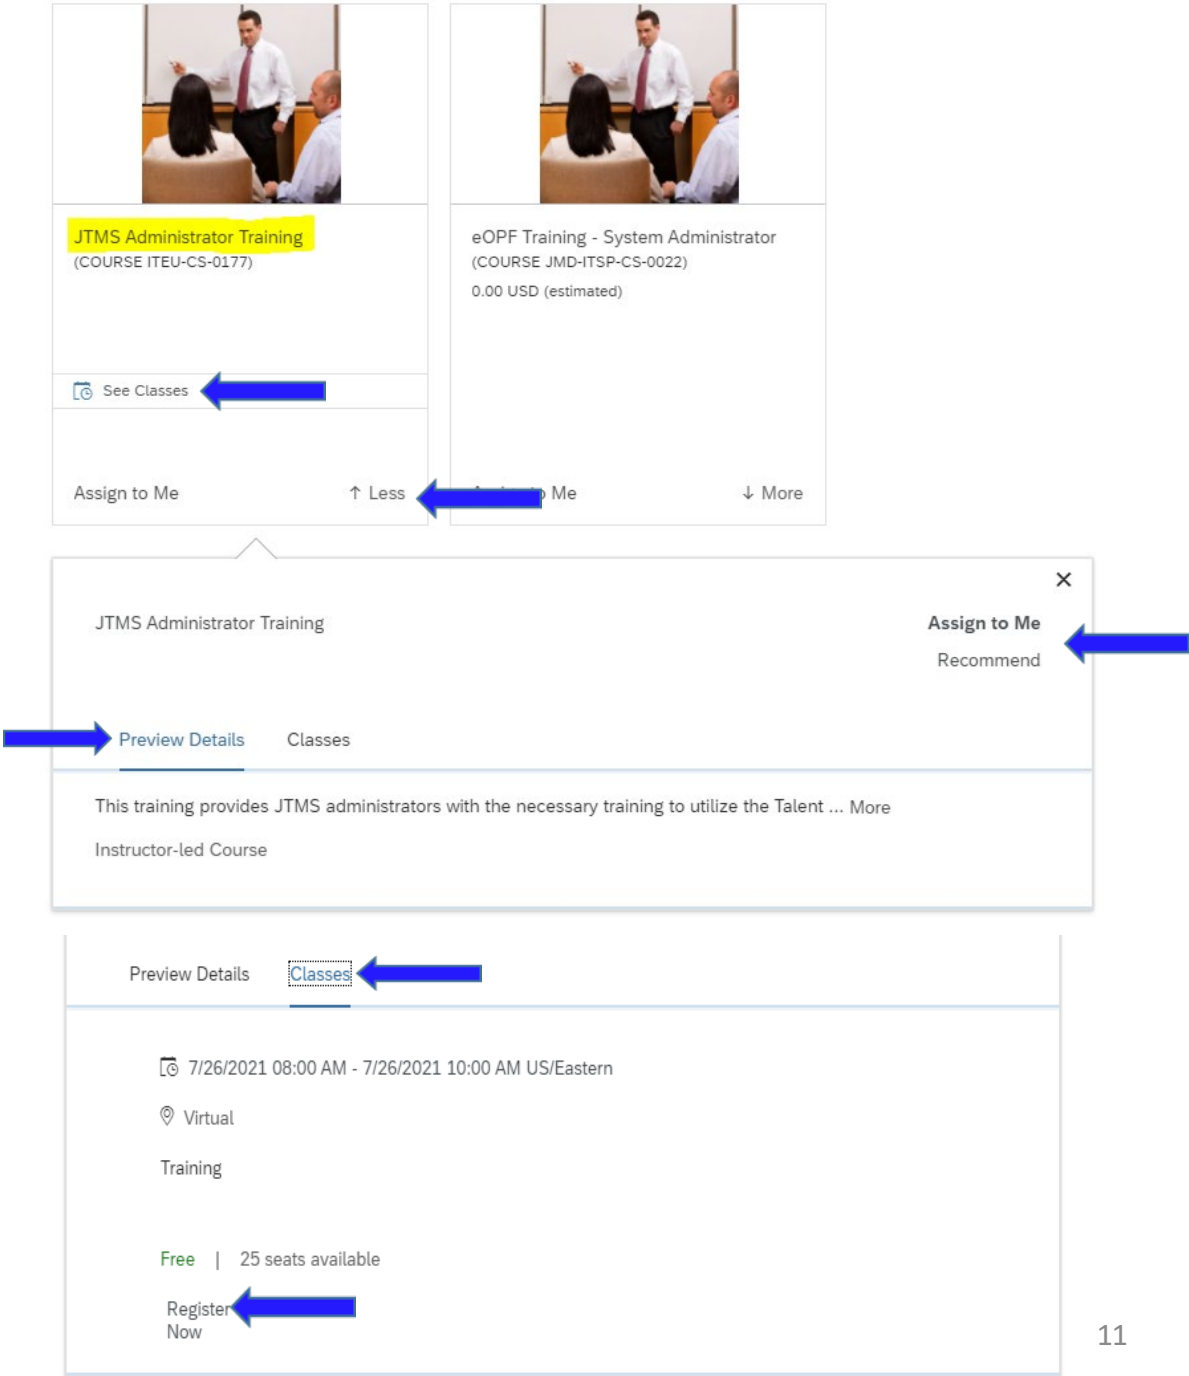 JTMS Administrator Training
(COURSE ITEU-CS-0177)
See Classes
Assign to Me
↑ Less
eOPF Training - System Administrator
(COURSE JMD-ITSP-CS-0022)
0.00 USD (estimated)
to Me
↓ More
JTMS Administrator Training
Assign to Me
Recommend
Preview Details
Classes
This training provides JTMS administrators with the necessary training to utilize the Talent ... More
Instructor-led Course
Preview Details
Classes
7/26/2021 08:00 AM - 7/26/2021 10:00 AM US/Eastern
Virtual
Training
Free | 25 seats available
Register
Now
11